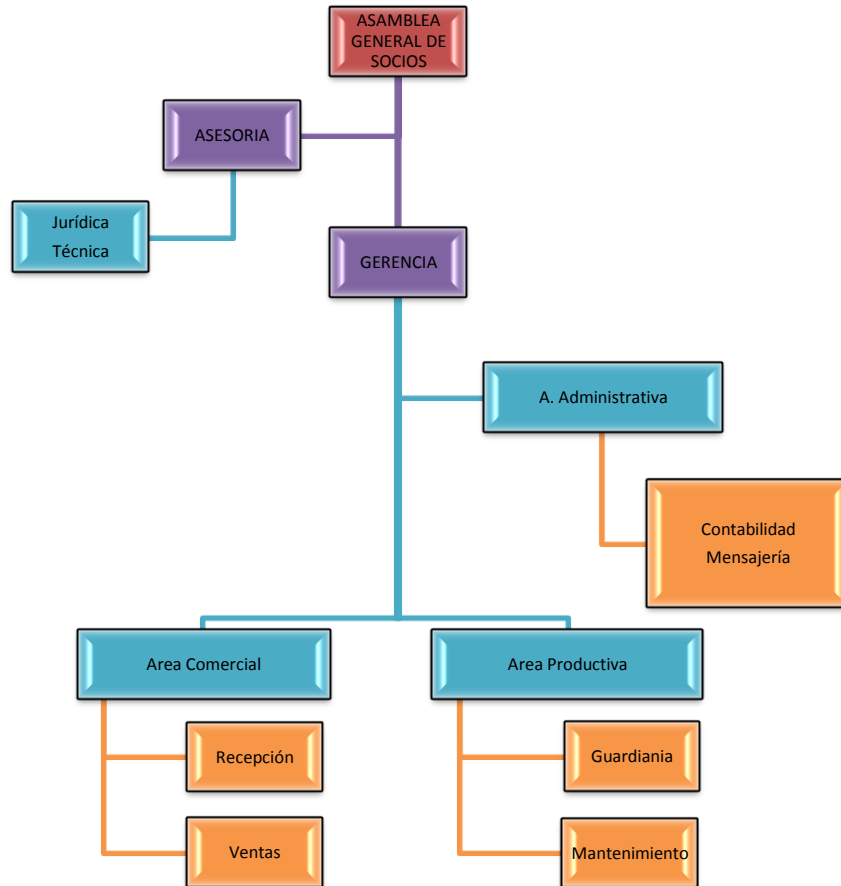 ASAMBLEA
GENERAL DE
SOCIOS
ASESORIA
Jurídica
Técnica
GERENCIA
A. Administrativa
Contabilidad
Mensajería
Area Comercial
Area Productiva
Recepción
Guardiania
Ventas
Mantenimiento